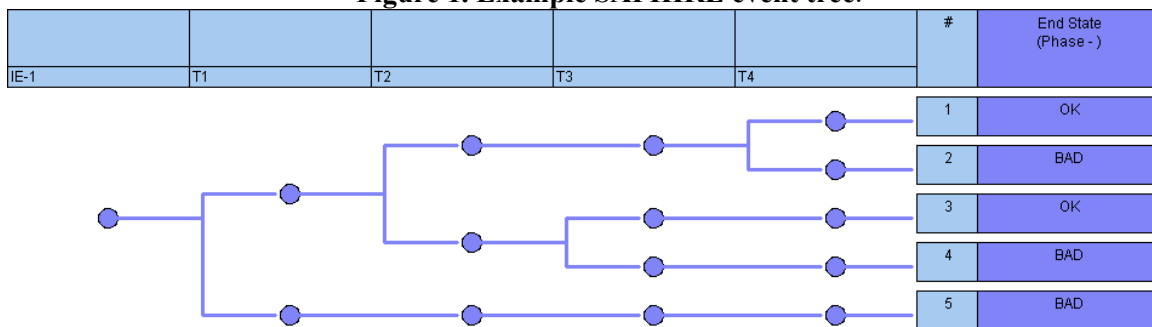 Figure 1. Example SAPHIRE event tree.
# End State
(Phase - )
IE-1 T1 T2 T3 T4
1 OK
2 BAD
3 OK
4 BAD
5 BAD